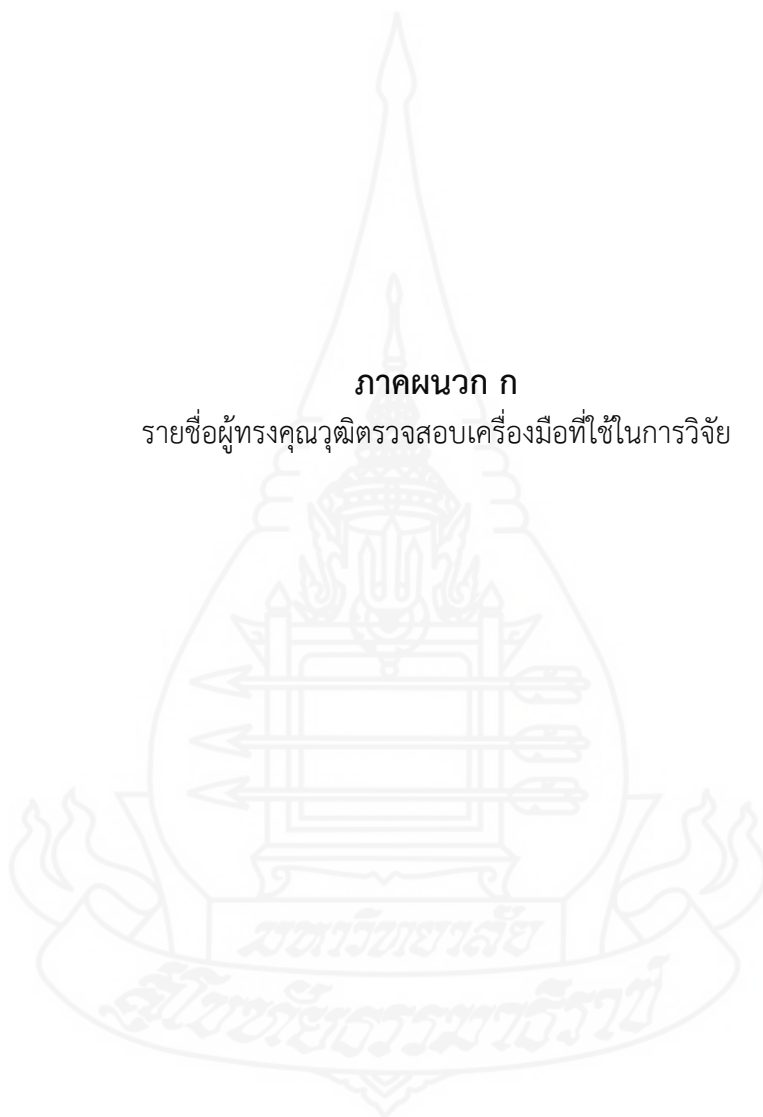 ภาคผนวก ก
รายชื่อผู้ทรงคุณวุฒิตรวจสอบเครื่องมือที่ใช้ในการวิจัย
มหาวิทยาลัย
สุโขทัยธรรมาธิราช